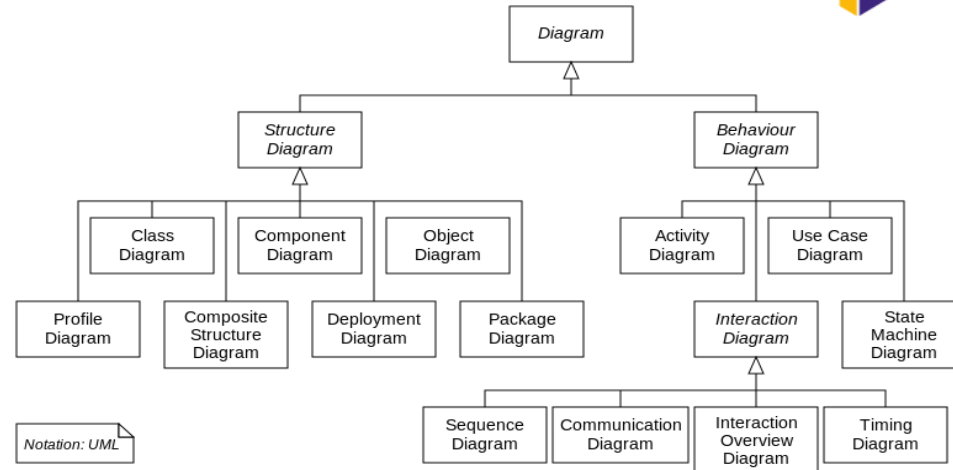 Diagram
Structure
Diagram
Behaviour
Diagram
Class
Diagram
Component
Diagram
Object
Diagram
Activity
Diagram
Use Case
Diagram
Profile
Diagram
Composite
Structure
Diagram
Deployment
Diagram
Package
Diagram
Interaction
Diagram
State
Machine
Diagram
Sequence
Diagram
Communication
Diagram
Interaction
Overview
Diagram
Timing
Diagram
Notation: UML